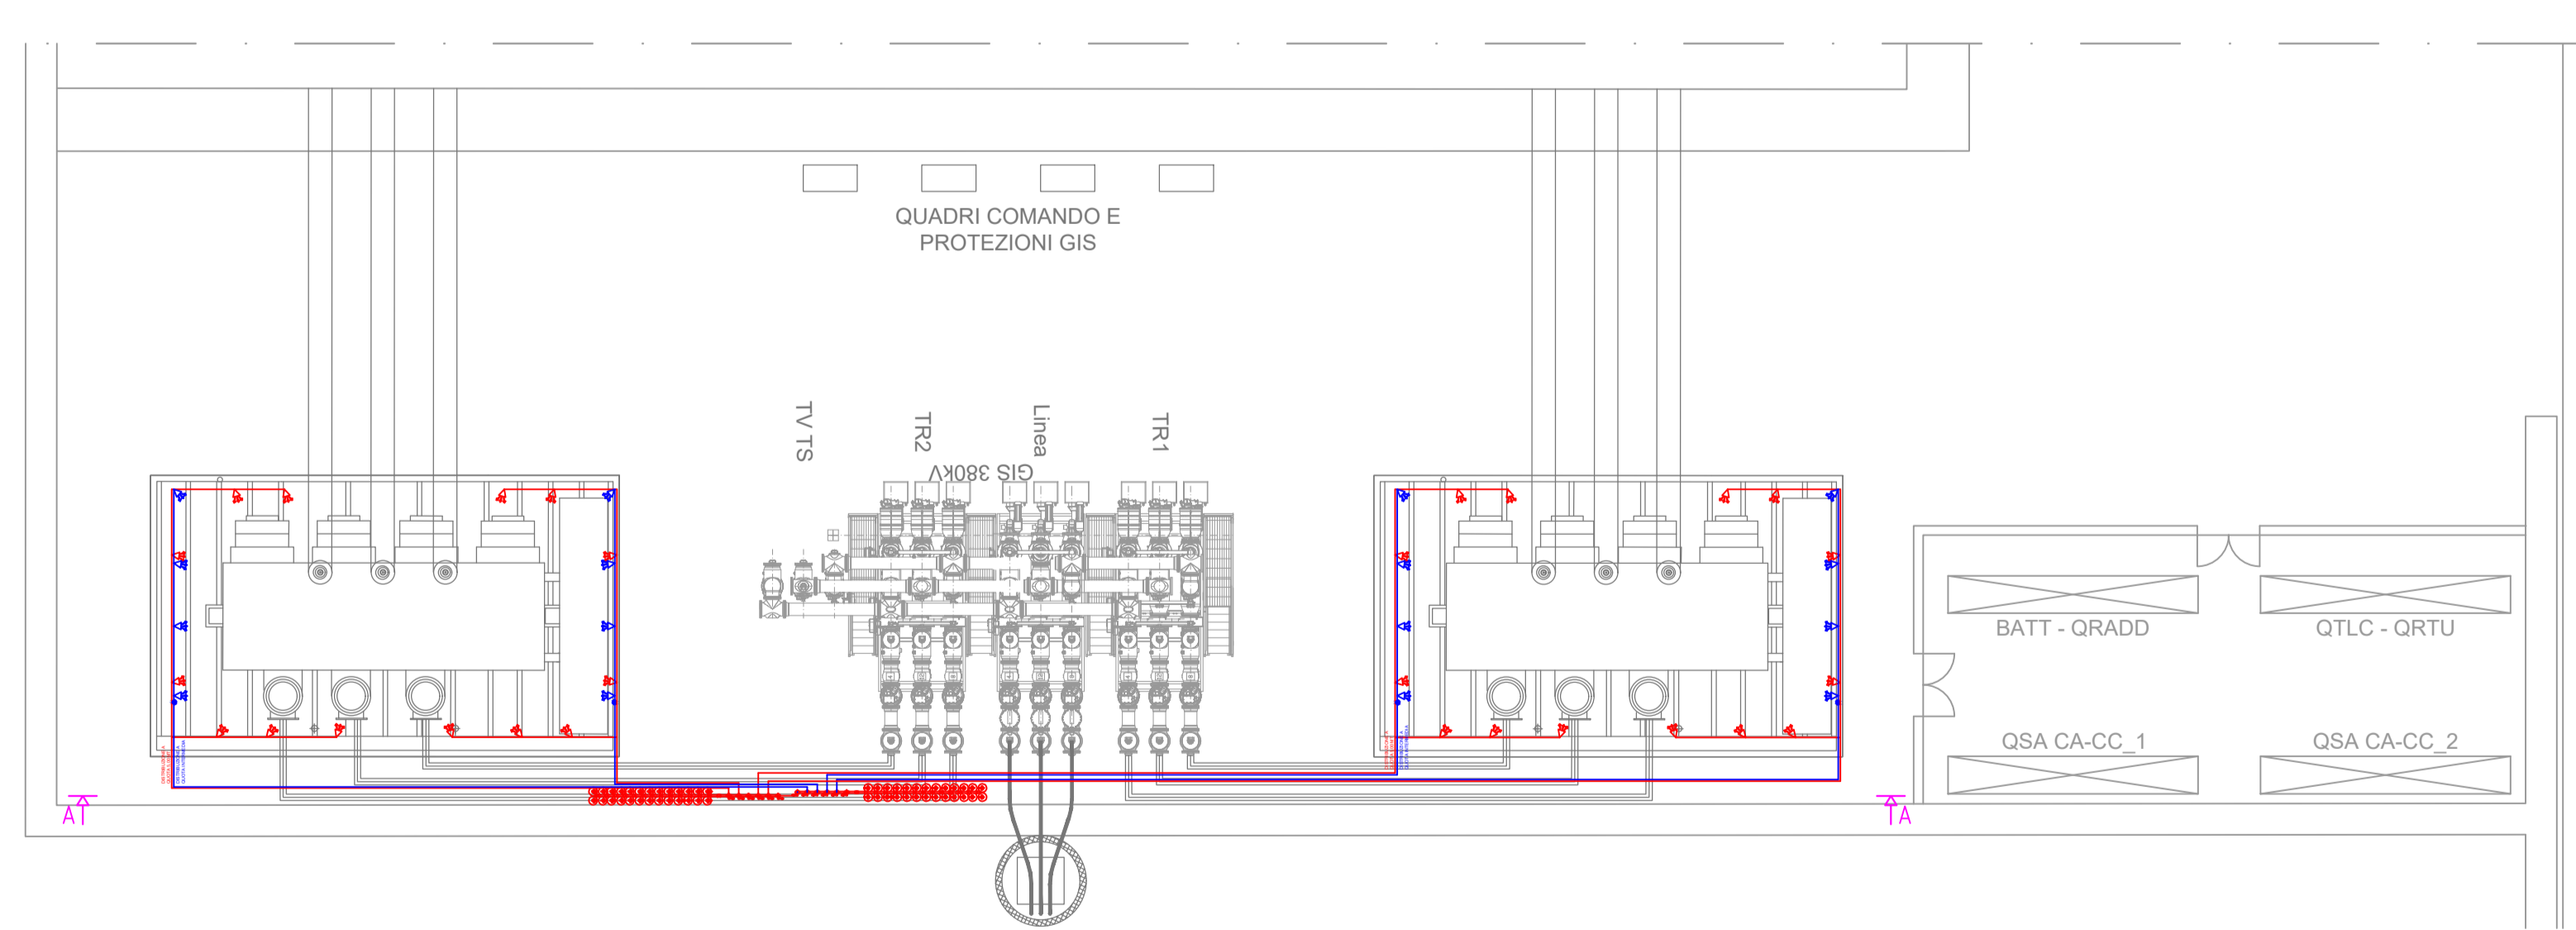 QUADRI COMANDO E
PROTEZIONI GIS
TV TS
TR2
Linea
TR1
GIS 380kV
BATT - QRADD
QTLC - QRTU
QSA CA-CC_1
QSA CA-CC_2
A
A